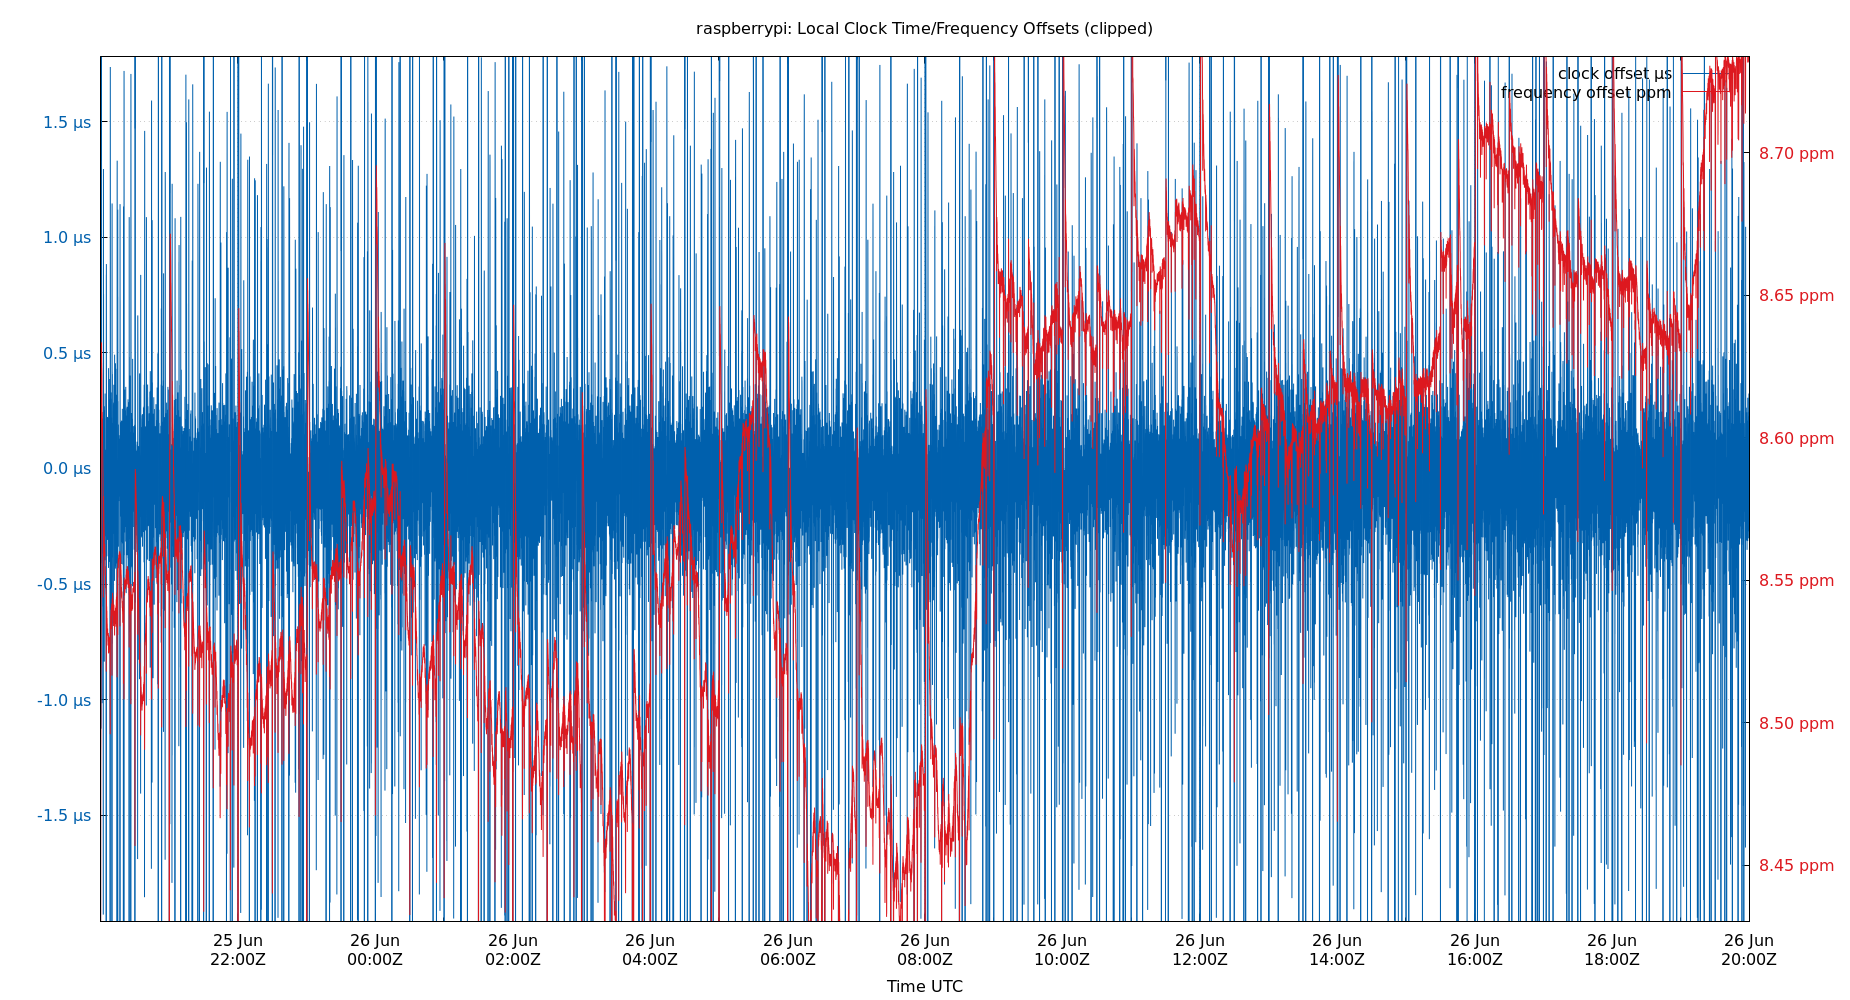 raspberrypi: Local Clock Time/Frequency Offsets (clipped)
clock offset µs
frequency offset ppm
1.5 µs
1.0 µs
0.5 µs
0.0 µs
-0.5 µs
-1.0 µs
-1.5 µs
8.70 ppm
8.65 ppm
8.60 ppm
8.55 ppm
8.50 ppm
8.45 ppm
25 Jun 26 Jun 26 Jun 26 Jun 26 Jun 26 Jun 26 Jun 26 Jun 26 Jun 26 Jun 26 Jun 26 Jun
22:00Z 00:00Z 02:00Z 04:00Z 06:00Z 08:00Z 10:00Z 12:00Z 14:00Z 16:00Z 18:00Z 20:00Z
Time UTC